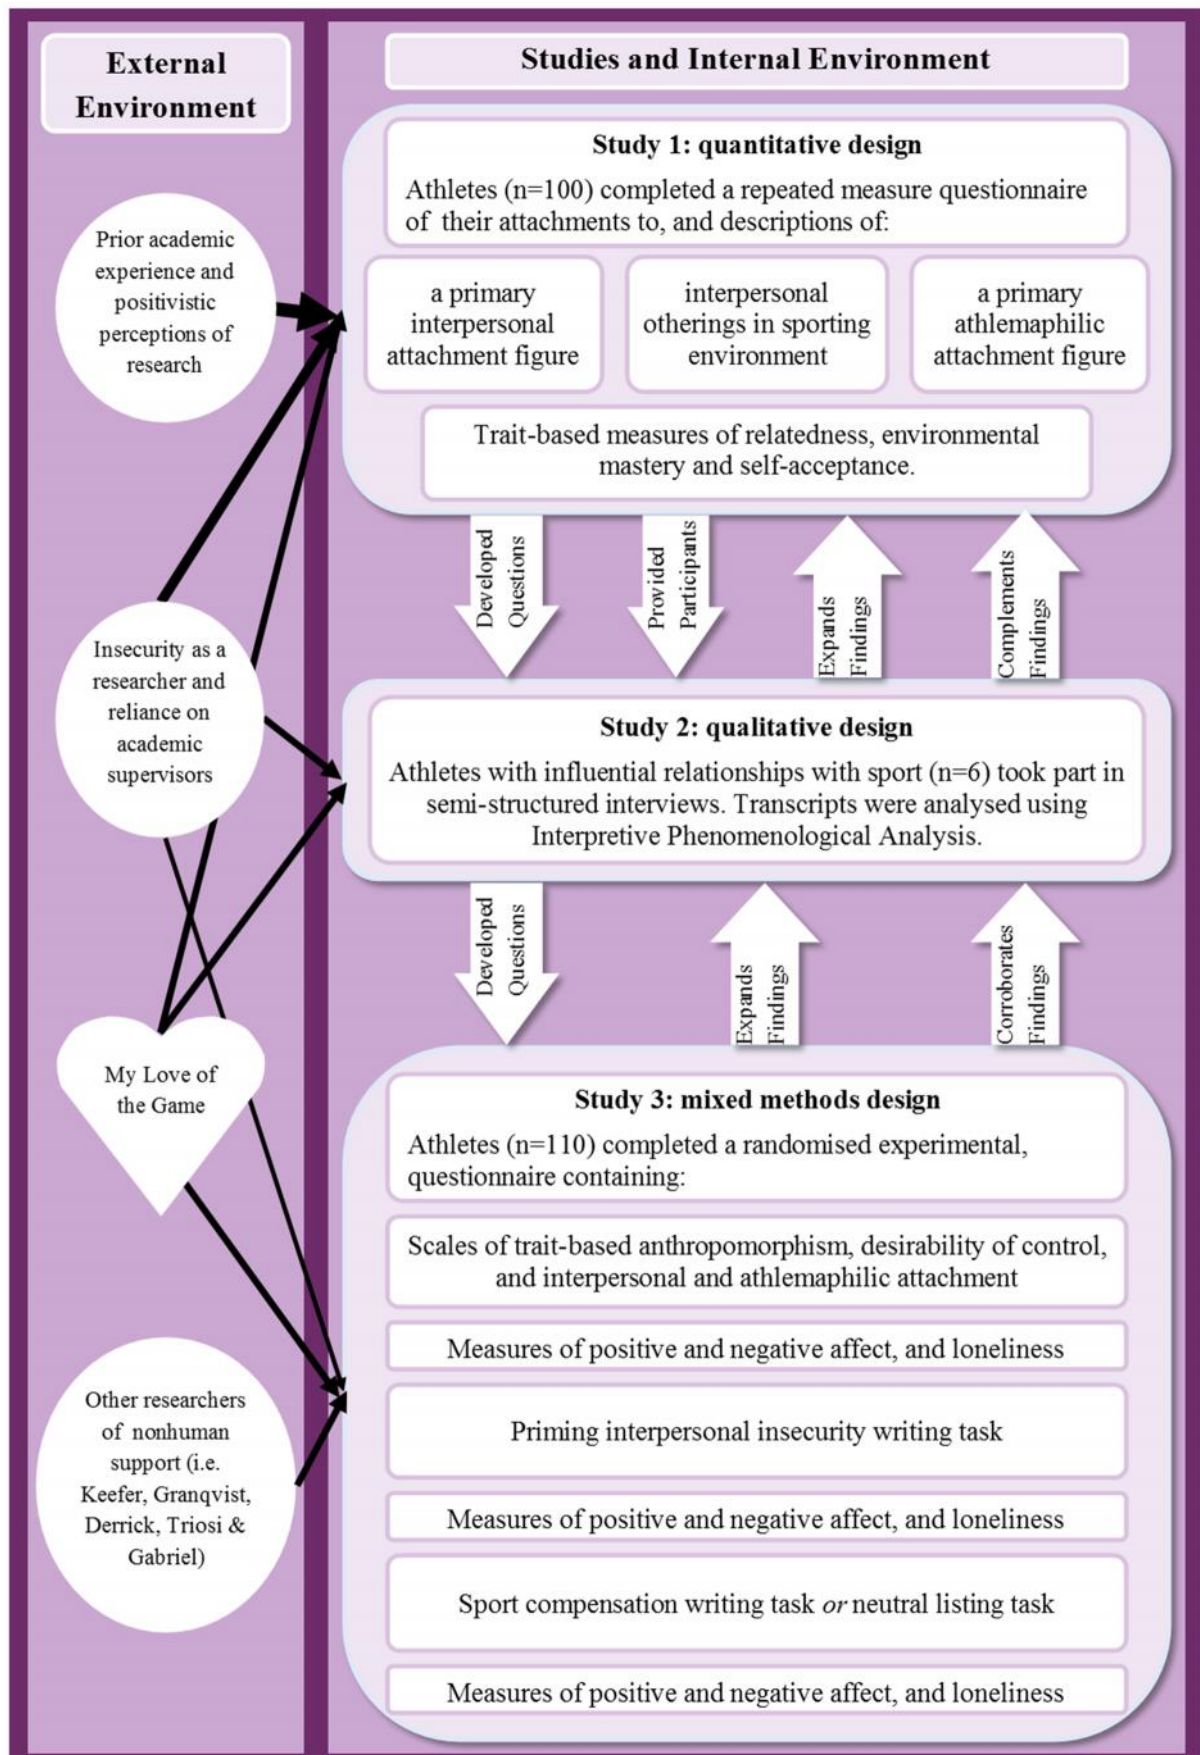 External
Environment
Prior academic
experience and
positivistic
perceptions of
research
Insecurity as a
researcher and
reliance on
academic
supervisors
My Love of
the Game
Other researchers
of nonhuman
support (i.e.
Keefer, Granqvist,
Derrick, Triosi &
Gabriel)
Studies and Internal Environment
Study 1: quantitative design
Athletes (n=100) completed a repeated measure questionnaire
of their attachments to, and descriptions of:
a primary
interpersonal
attachment figure
interpersonal
otherings in sporting
environment
a primary
athlemaphilic
attachment figure
Trait-based measures of relatedness, environmental
mastery and self-acceptance.
Developed
Questions
Provided
Participants
Expands
Findings
Complements
Findings
Study 2: qualitative design
Athletes with influential relationships with sport (n=6) took part in
semi-structured interviews. Transcripts were analysed using
Interpretive Phenomenological Analysis.
Developed
Questions
Expands
Findings
Corroborates
Findings
Study 3: mixed methods design
Athletes (n=110) completed a randomised experimental,
questionnaire containing:
Scales of trait-based anthropomorphism, desirability of control,
and interpersonal and athlemaphilic attachment
Measures of positive and negative affect, and loneliness
Priming interpersonal insecurity writing task
Measures of positive and negative affect, and loneliness
Sport compensation writing task or neutral listing task
Measures of positive and negative affect, and loneliness